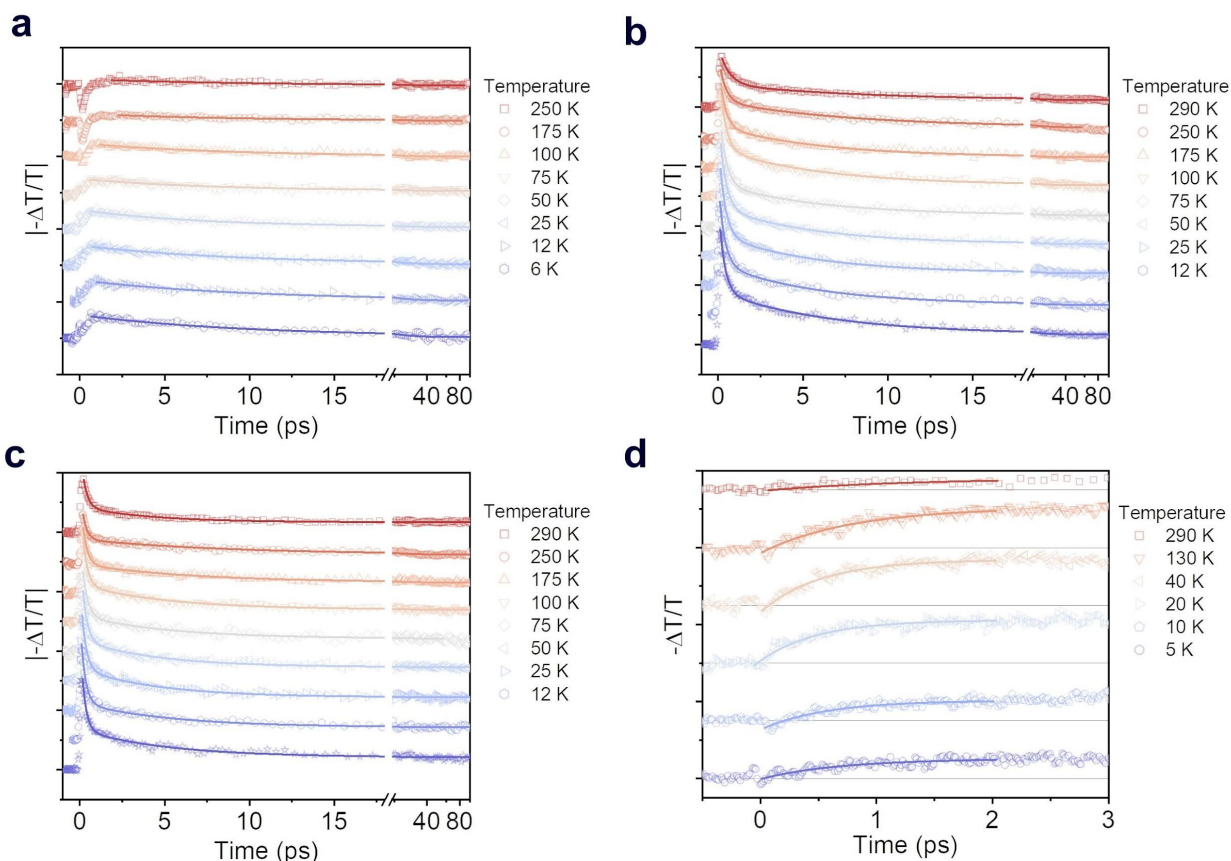 a
|-ΔT/T|
0 5 10 15 40 80
Time (ps)
Temperature
250 K
175 K
100 K
75 K
50 K
25 K
12 K
6 K
b
|-ΔT/T|
0 5 10 15 40 80
Time (ps)
Temperature
290 K
250 K
175 K
100 K
75 K
50 K
25 K
12 K
c
|-ΔT/T|
0 5 10 15 40 80
Time (ps)
Temperature
290 K
250 K
175 K
100 K
75 K
50 K
25 K
12 K
d
-ΔT/T
0 1 2 3
Time (ps)
Temperature
290 K
130 K
40 K
20 K
10 K
5 K